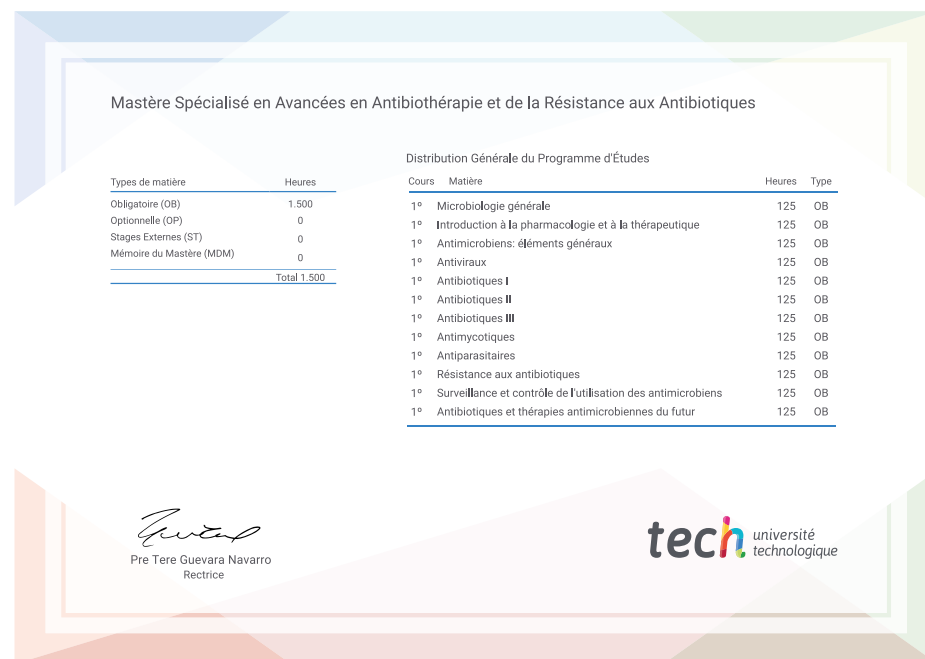 Mastère Spécialisé en Avancées en Antibiothérapie et de la Résistance aux Antibiotiques
Types de matière Heures
Obligatoire (OB) 1.500
Optionnelle (OP) 0
Stages Externes (ST) 0
Mémoire du Mastère (MDM) 0
Total 1.500
Distribution Générale du Programme d'Études
Cours Matière Heures Type
1º Microbiologie générale 125 OB
1º Introduction à la pharmacologie et à la thérapeutique 125 OB
1º Antimicrobiens: éléments généraux 125 OB
1º Antiviraux 125 OB
1º Antibiotiques I 125 OB
1º Antibiotiques II 125 OB
1º Antibiotiques III 125 OB
1º Antimycotiques 125 OB
1º Antiparasitaires 125 OB
1º Résistance aux antibiotiques 125 OB
1º Surveillance et contrôle de l'utilisation des antimicrobiens 125 OB
1º Antibiotiques et thérapies antimicrobiennes du futur 125 OB
Pre Tere Guevara Navarro
Rectrice
tech université
technologique